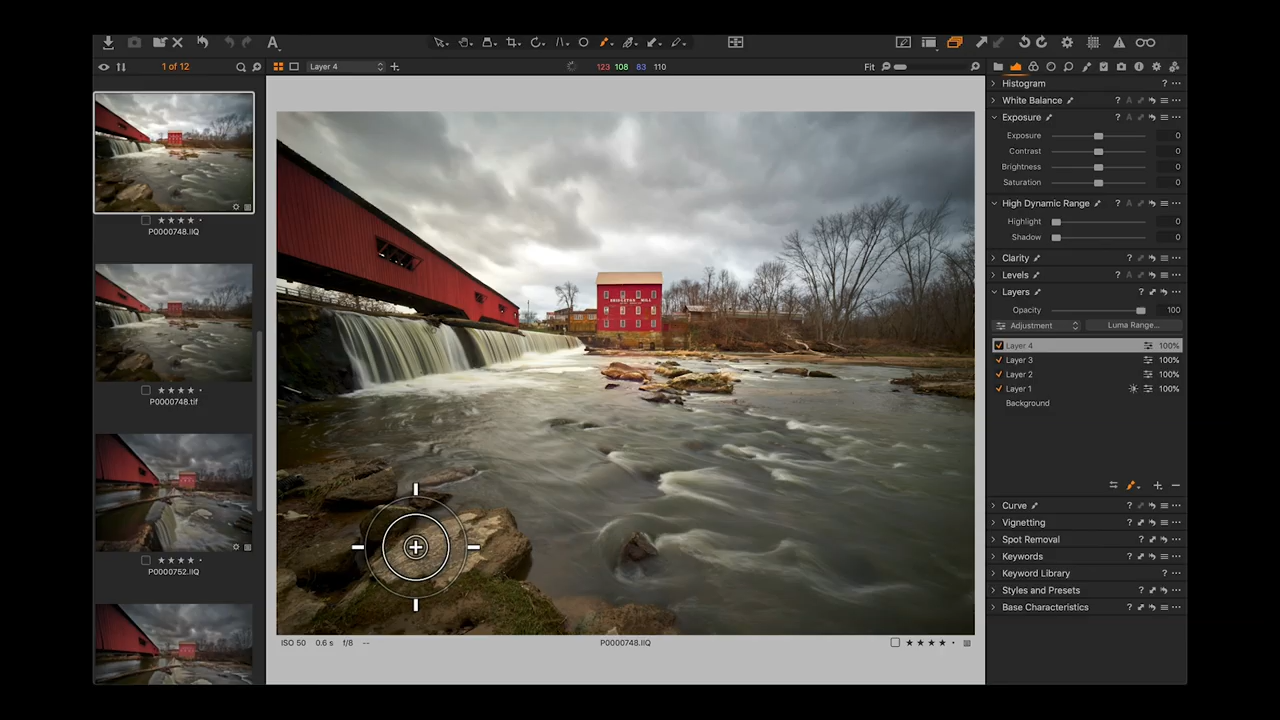 A
1 of 12
Layer 4
123 108 83 110
Fit
P0000748.IIQ
P0000748.tif
P0000752.IIQ
BRIDGETON MILL
ISO 50 0.6 s f/8 --
P0000748.IIQ
Histogram ?
White Balance ? A
Exposure ? A
Exposure 0
Contrast 0
Brightness 0
Saturation 0
High Dynamic Range ? A
Highlight 0
Shadow 0
Clarity ?
Levels ? A
Layers ?
Opacity 100
Adjustment Luma Range...
Layer 4 100%
Layer 3 100%
Layer 2 100%
Layer 1 100%
Background
Curve ?
Vignetting ?
Spot Removal ?
Keywords ?
Keyword Library ?
Styles and Presets ?
Base Characteristics ?